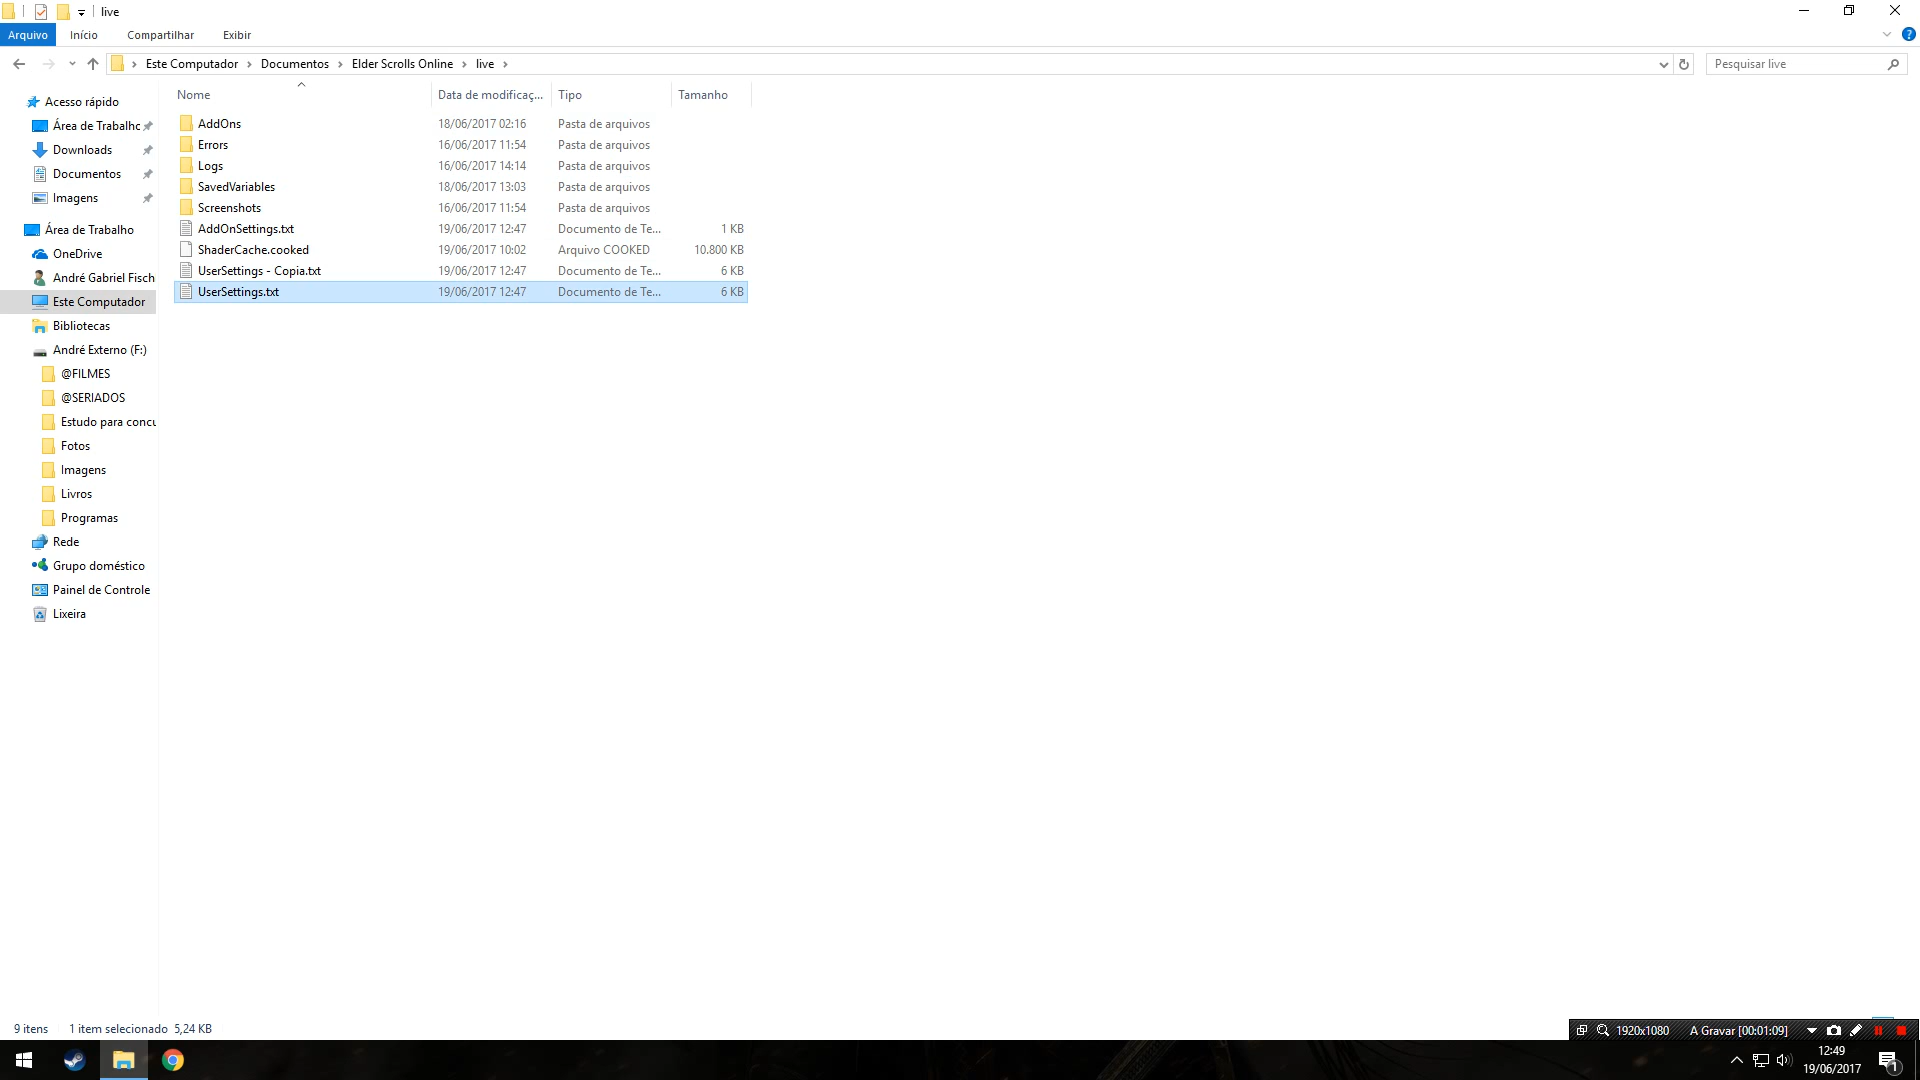 live
Arquivo Início Compartilhar Exibir
Este Computador Documentos Elder Scrolls Online live
Pesquisar live
Nome Data de modificaç... Tipo Tamanho
AddOns 18/06/2017 02:16 Pasta de arquivos
Errors 16/06/2017 11:54 Pasta de arquivos
Logs 16/06/2017 14:14 Pasta de arquivos
SavedVariables 18/06/2017 13:03 Pasta de arquivos
Screenshots 16/06/2017 11:54 Pasta de arquivos
AddOnSettings.txt 19/06/2017 12:47 Documento de Te... 1 KB
ShaderCache.cooked 19/06/2017 10:02 Arquivo COOKED 10.800 KB
UserSettings - Copia.txt 19/06/2017 12:47 Documento de Te... 6 KB
UserSettings.txt 19/06/2017 12:47 Documento de Te... 6 KB
Acesso rápido
Área de Trabalho
Downloads
Documentos
Imagens
Área de Trabalho
OneDrive
André Gabriel Fisch
Este Computador
Bibliotecas
André Externo (F:)
@FILMES
@SERIADOS
Estudo para concu
Fotos
Imagens
Livros
Programas
Rede
Grupo doméstico
Painel de Controle
Lixeira
9 itens 1 item selecionado 5,24 KB
1920x1080 A Gravar [00:01:09]
12:49
19/06/2017
1